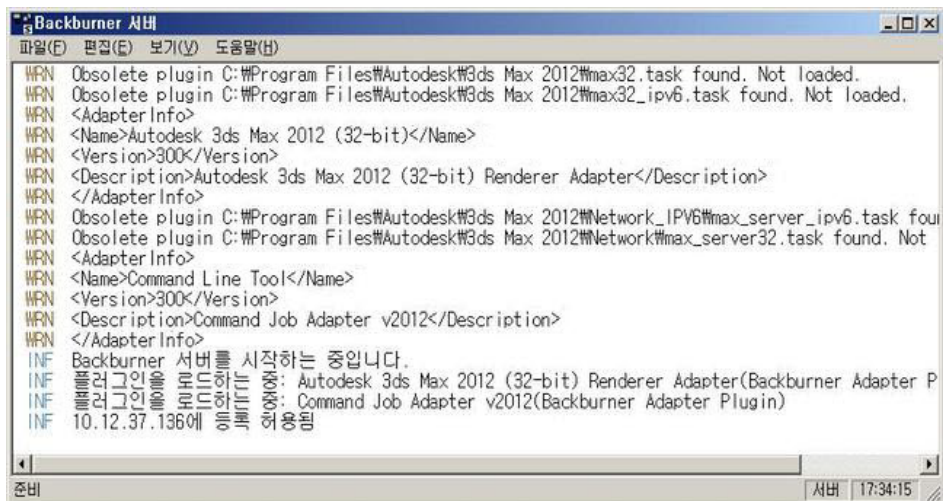 Backburner 서버
파일(F) 편집(E) 보기(V) 도움말(H)
WRN Obsolete plugin C:₩Program Files₩Autodesk₩3ds Max 2012₩max32.task found. Not loaded.
WRN Obsolete plugin C:₩Program Files₩Autodesk₩3ds Max 2012₩max32_ipv6.task found. Not loaded.
WRN <AdapterInfo>
WRN <Name>Autodesk 3ds Max 2012 (32-bit)</Name>
WRN <Version>300</Version>
WRN <Description>Autodesk 3ds Max 2012 (32-bit) Renderer Adapter</Description>
WRN </AdapterInfo>
WRN Obsolete plugin C:₩Program Files₩Autodesk₩3ds Max 2012₩Network_IPV6₩max_server_ipv6.task foun
WRN Obsolete plugin C:₩Program Files₩Autodesk₩3ds Max 2012₩Network₩max_server32.task found. Not
WRN <AdapterInfo>
WRN <Name>Command Line Tool</Name>
WRN <Version>300</Version>
WRN <Description>Command Job Adapter v2012</Description>
WRN </AdapterInfo>
INF Backburner 서버를 시작하는 중입니다.
INF 플러그인을 로드하는 중: Autodesk 3ds Max 2012 (32-bit) Renderer Adapter(Backburner Adapter P
INF 플러그인을 로드하는 중: Command Job Adapter v2012(Backburner Adapter Plugin)
INF 10.12.37.136에 등록 허용됨
준비 서버 17:34:15